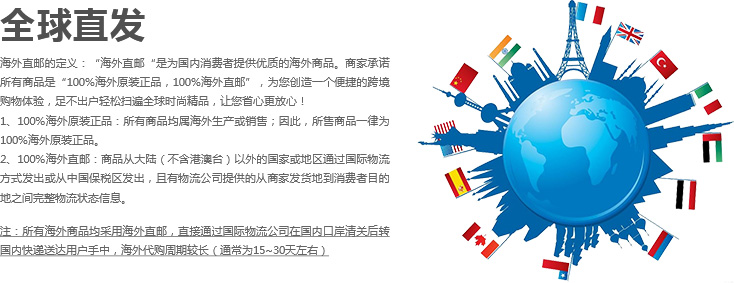 全球直发
海外直邮的定义：“海外直邮“是为国内消费者提供优质的海外商品。商家承诺
所有商品是“100%海外原装正品，100%海外直邮”，为您创造一个便捷的跨境
购物体验，足不出户轻松扫遍全球时尚精品，让您省心更放心！
1、100%海外原装正品：所有商品均属海外生产或销售；因此，所售商品一律为
100%海外原装正品。
2、100%海外直邮：商品从大陆（不含港澳台）以外的国家或地区通过国际物流
方式发出或从中国保税区发出，且有物流公司提供的从商家发货地到消费者目的
地之间完整物流状态信息。
注：所有海外商品均采用海外直邮，直接通过国际物流公司在国内口岸清关后转
国内快递送达用户手中，海外代购周期较长（通常为15~30天左右）